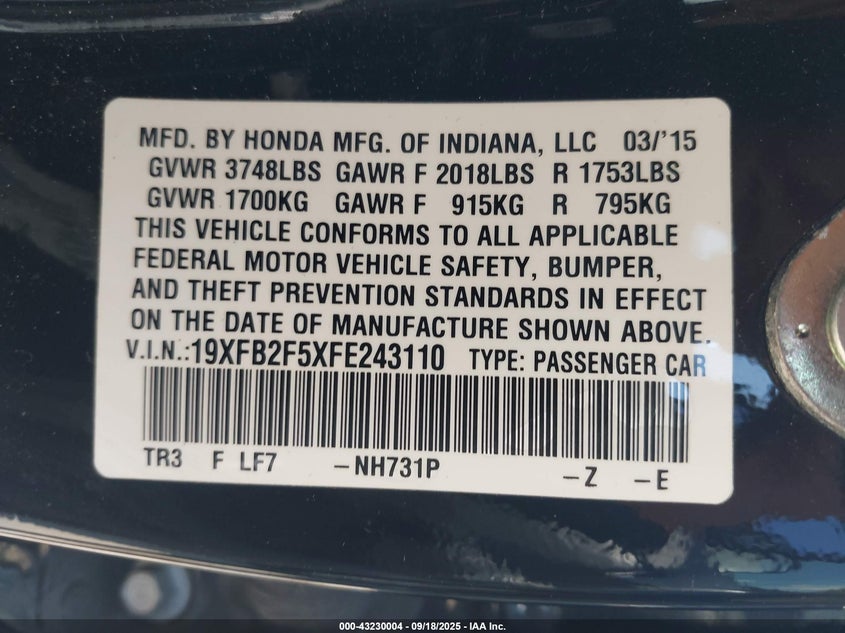 MFD. BY HONDA MFG. OF INDIANA, LLC 03/'15
GVWR 3748LBS GAWR F 2018LBS R 1753LBS
GVWR 1700KG GAWR F 915KG R 795KG
THIS VEHICLE CONFORMS TO ALL APPLICABLE
FEDERAL MOTOR VEHICLE SAFETY, BUMPER,
AND THEFT PREVENTION STANDARDS IN EFFECT
ON THE DATE OF MANUFACTURE SHOWN ABOVE.
V.I.N.:19XFB2F5XFE243110 TYPE: PASSENGER CAR
TR3 F LF7 –NH731P –Z –E
000-43230004 - 09/18/2025 - IAA Inc.